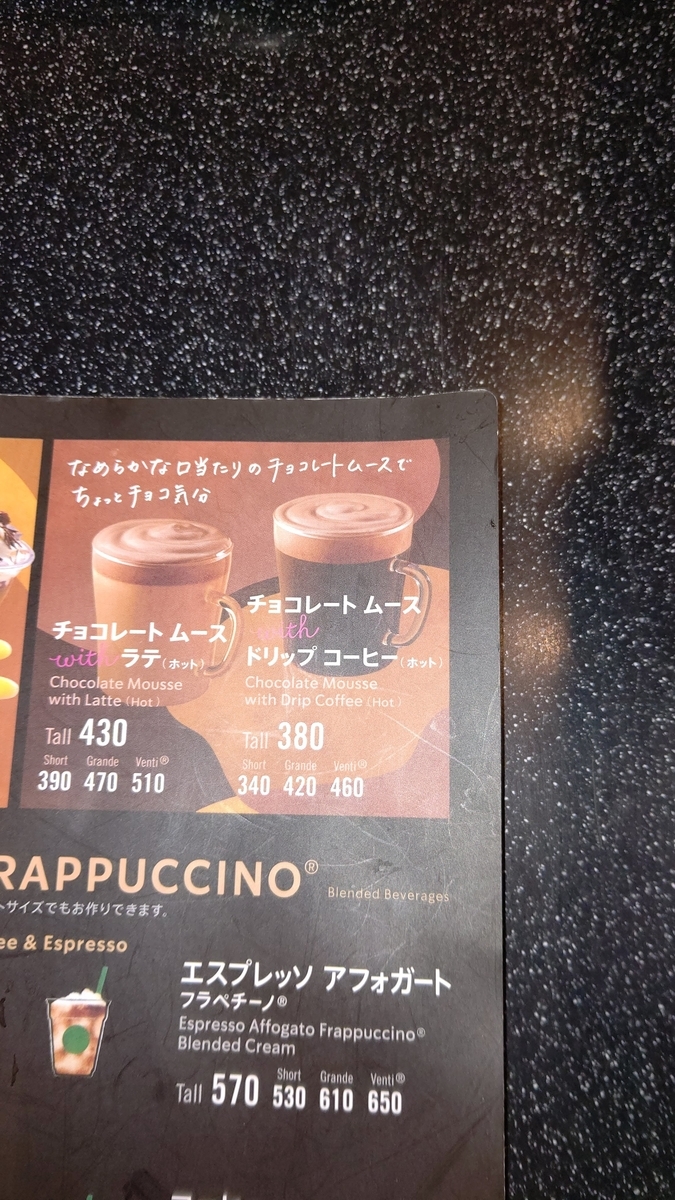 なめらかな口当たりのチョコレートムースで
ちょっとチョコ気分
チョコレート ムース
with ラテ(ホット)
Chocolate Mousse
with Latte (Hot)
Tall 430
Short Grande Venti®
390 470 510
チョコレート ムース
with
ドリップ コーヒー(ホット)
Chocolate Mousse
with Drip Coffee (Hot)
Tall 380
Short Grande Venti®
340 420 460
RAPPUCCINO® Blended Beverages
トサイズでもお作りできます。
ee & Espresso
エスプレッソ アフォガート
フラペチーノ®
Espresso Affogato Frappuccino®
Blended Cream
Short Grande Venti®
Tall 570 530 610 650